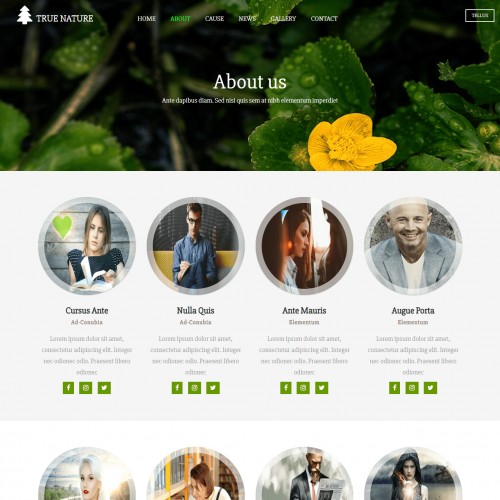 TRUE NATURE
HOME ABOUT CAUSE NEWS GALLERY CONTACT
TELLUS
About us
Ante dapibus diam. Sed nisi quis sem at nibh elementum imperdiet
Cursus Ante
Ad-Conubia
Lorem ipsum dolor sit amet,
consectetur adipiscing elit. Integer
nec odionec odio. Praesent libero
odionec
Nulla Quis
Ad-Conubia
Lorem ipsum dolor sit amet,
consectetur adipiscing elit. Integer
nec odionec odio. Praesent libero
odionec
Ante Mauris
Elementum
Lorem ipsum dolor sit amet,
consectetur adipiscing elit. Integer
nec odionec odio. Praesent libero
odionec
Augue Porta
Elementum
Lorem ipsum dolor sit amet,
consectetur adipiscing elit. Integer
nec odionec odio. Praesent libero
odionec